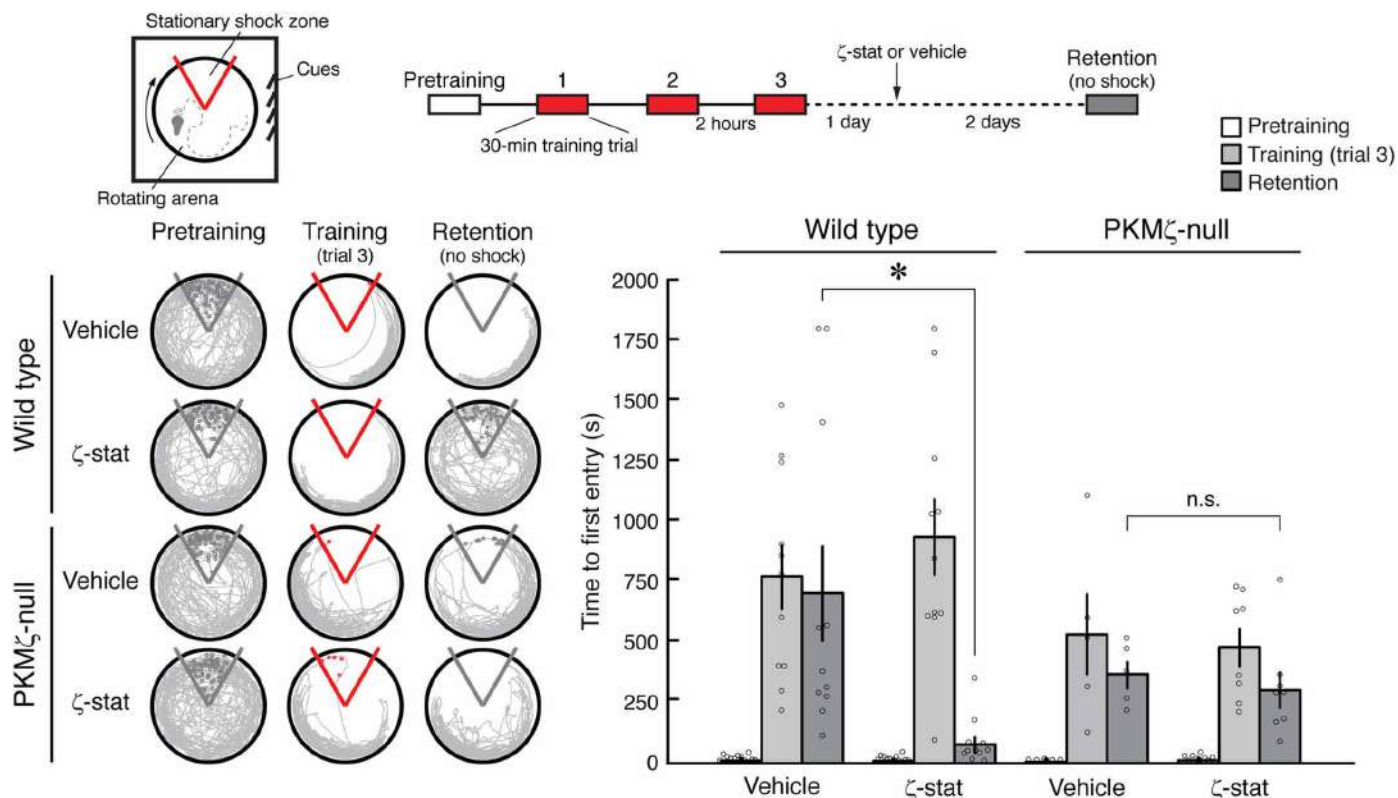 Stationary shock zone
Cues
Rotating arena
ζ-stat or vehicle
Pretraining
1
2
3
Retention
(no shock)
2 hours
1 day
2 days
30-min training trial
Pretraining
Training (trial 3)
Retention
Pretraining
Training
(trial 3)
Retention
(no shock)
Wild type
Vehicle
ζ-stat
PKMζ-null
Vehicle
ζ-stat
Wild type
PKMζ-null
*
n.s.
Time to first entry (s)
2000
1750
1500
1250
1000
750
500
250
0
Vehicle
ζ-stat
Vehicle
ζ-stat